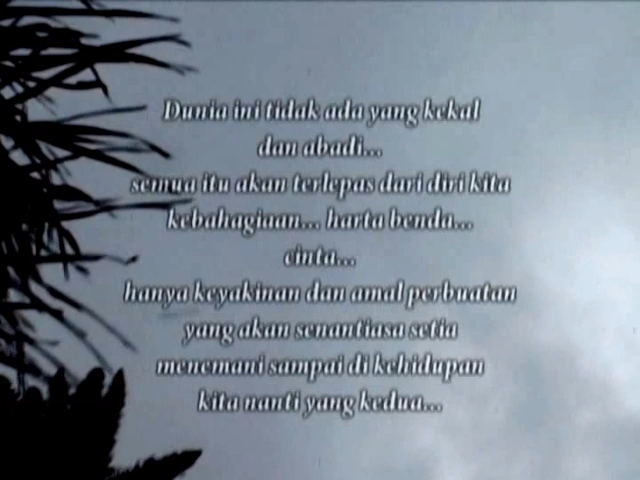 Dunia ini tidak ada yang kekal
dan abadi...
semua itu akan terlepas dari diri kita
kebahagiaan... harta benda...
cinta...
hanya keyakinan dan amal perbuatan
yang akan senantiasa setia
menemani sampai di kehidupan
kita nanti yang kedua...